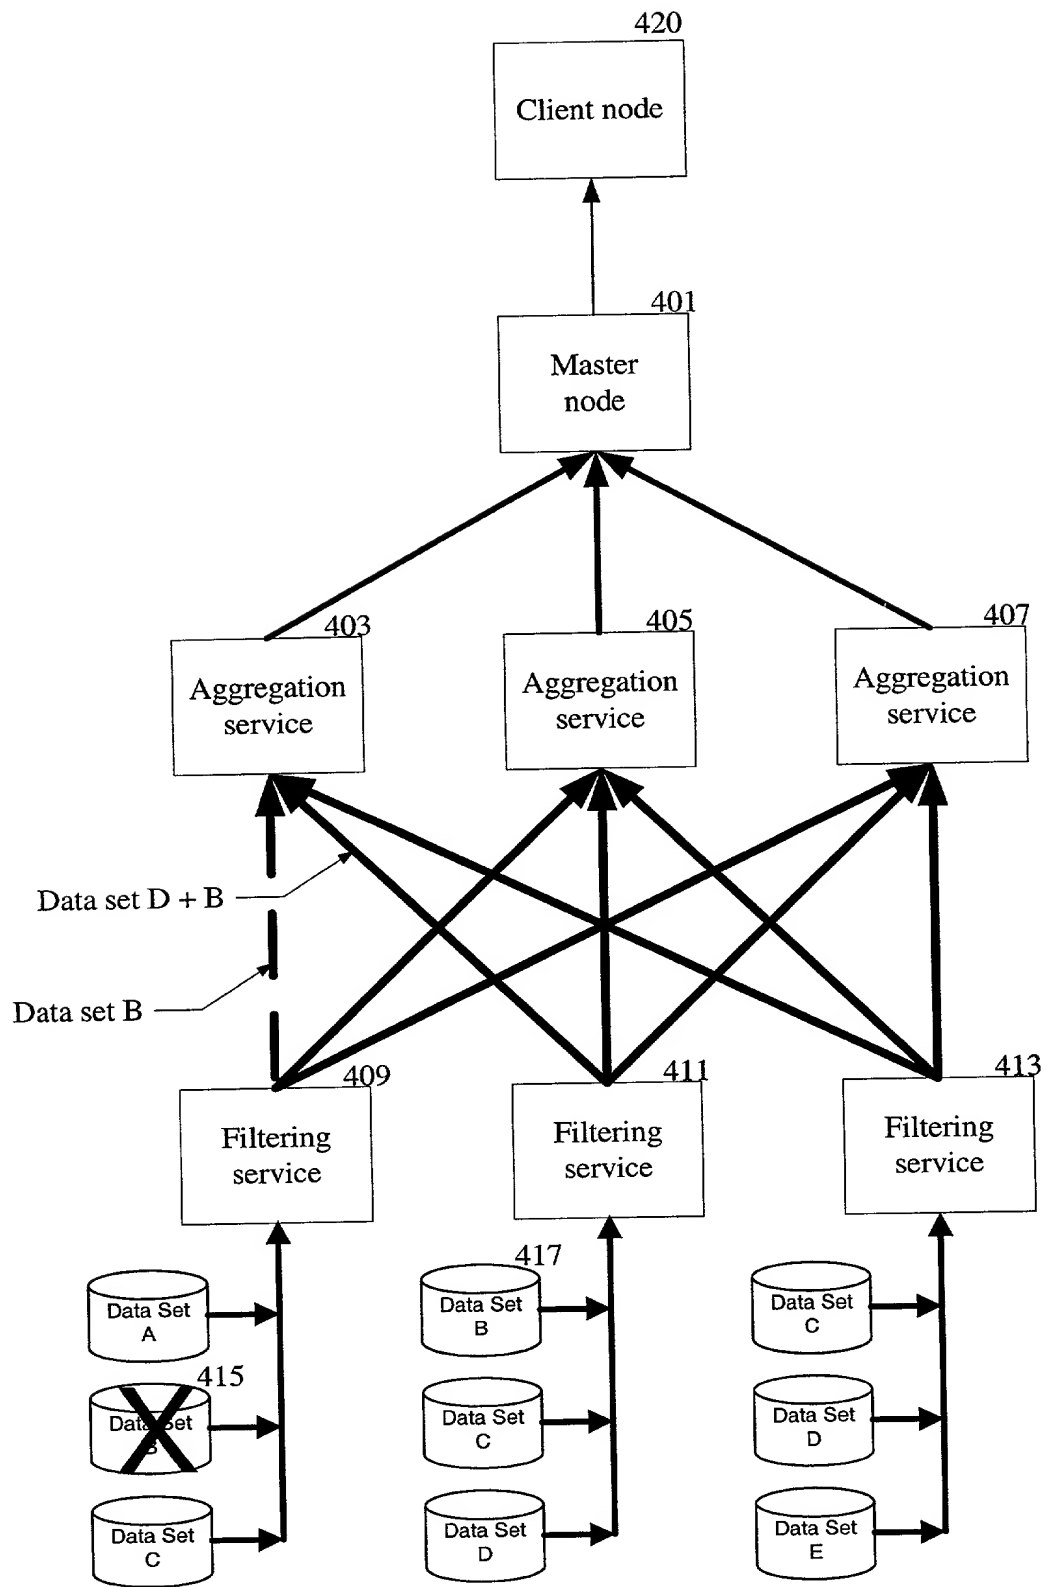 420
Client node
401
Master
node
403
405
407
Aggregation
service
Aggregation
service
Aggregation
service
Data set D + B
Data set B
409
411
413
Filtering
service
Filtering
service
Filtering
service
417
Data Set
A
Data Set
B
Data Set
C
415
Data Set
B
Data Set
C
Data Set
D
Data Set
C
Data Set
D
Data Set
E